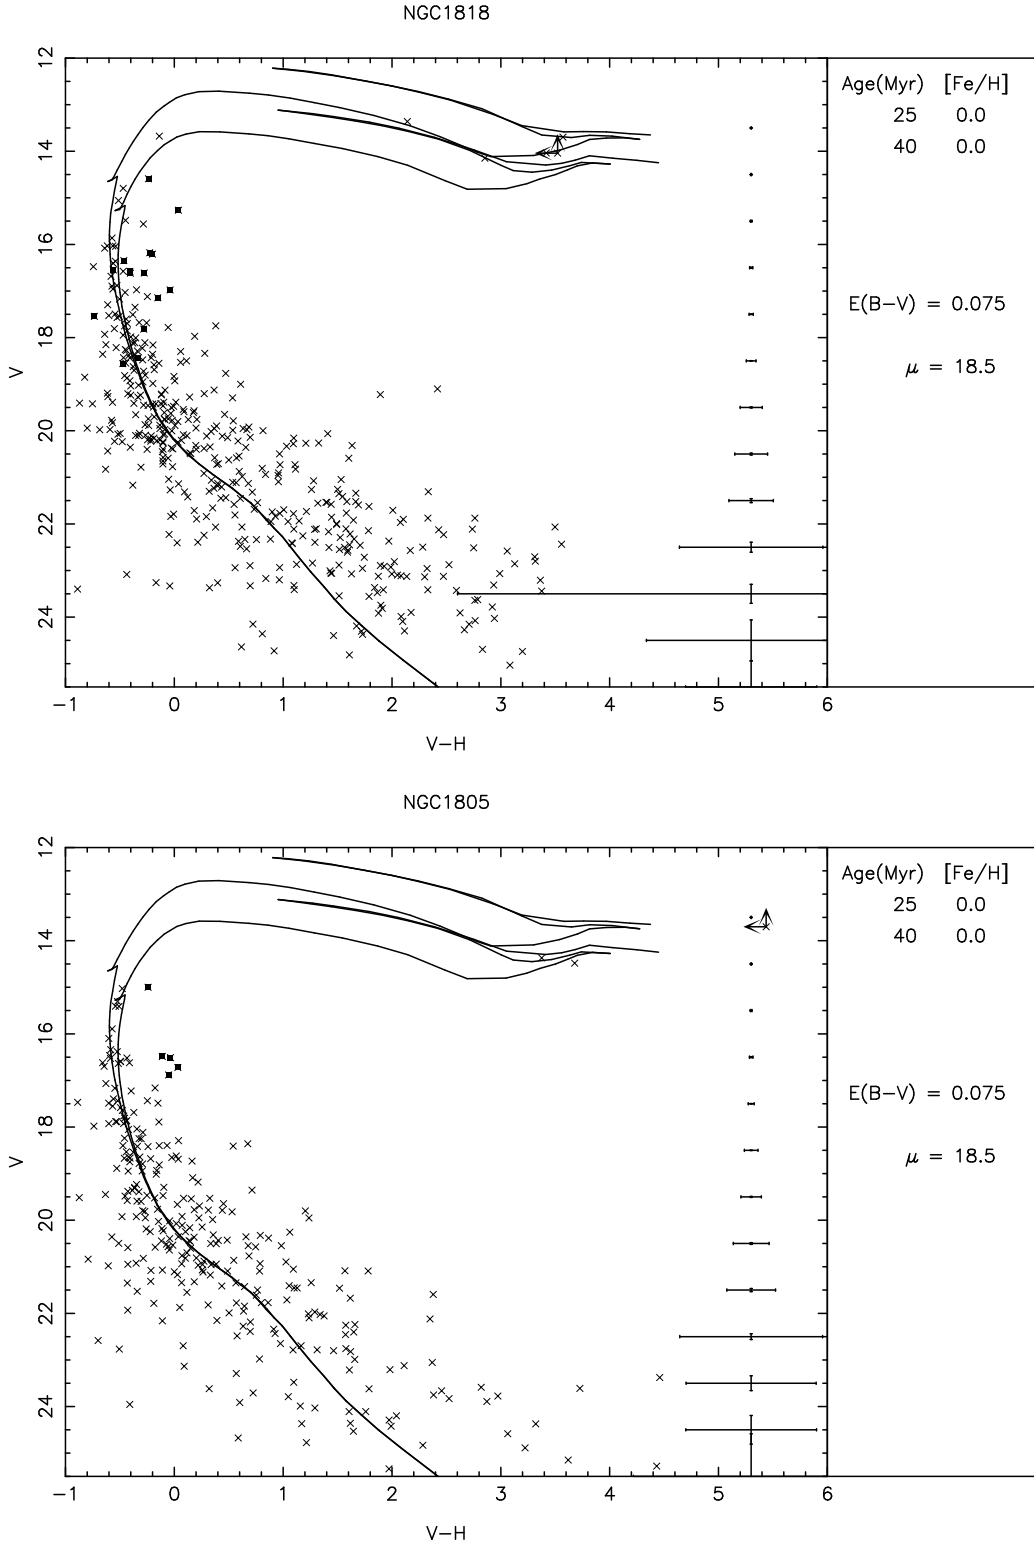 NGC1818
12
14
16
18
20
22
24
V
−1 0 1 2 3 4 5 6
V−H
Age(Myr) [Fe/H]
25 0.0
40 0.0
E(B−V) = 0.075
μ = 18.5
NGC1805
12
14
16
18
20
22
24
V
−1 0 1 2 3 4 5 6
V−H
Age(Myr) [Fe/H]
25 0.0
40 0.0
E(B−V) = 0.075
μ = 18.5